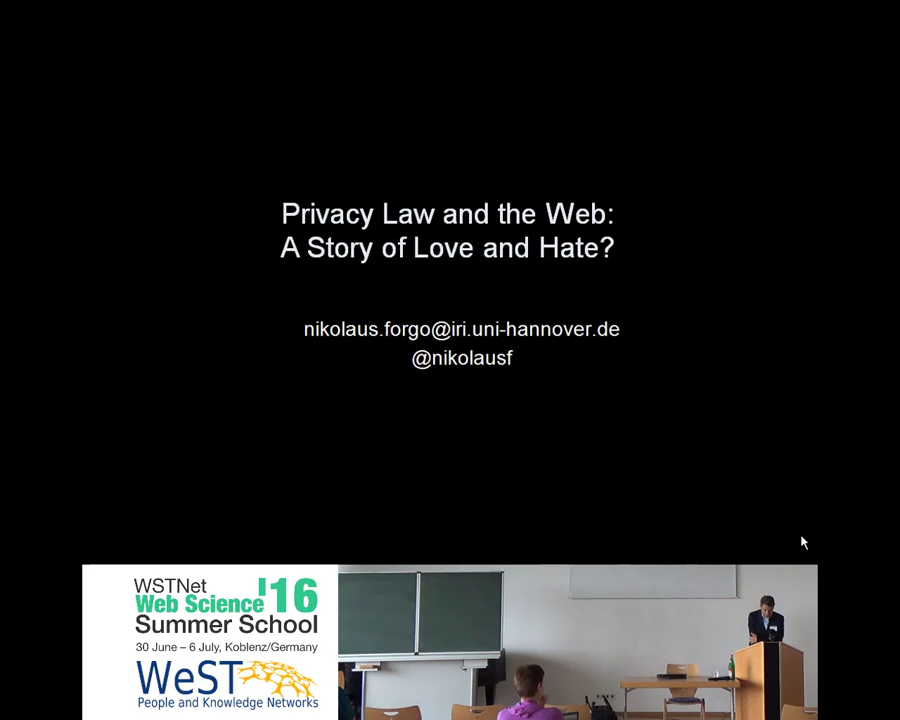 Privacy Law and the Web:
A Story of Love and Hate?
nikolaus.forgo@iri.uni-hannover.de
@nikolausf
WSTNet
Web Science '16
Summer School
30 June – 6 July, Koblenz/Germany
WeST
People and Knowledge Networks